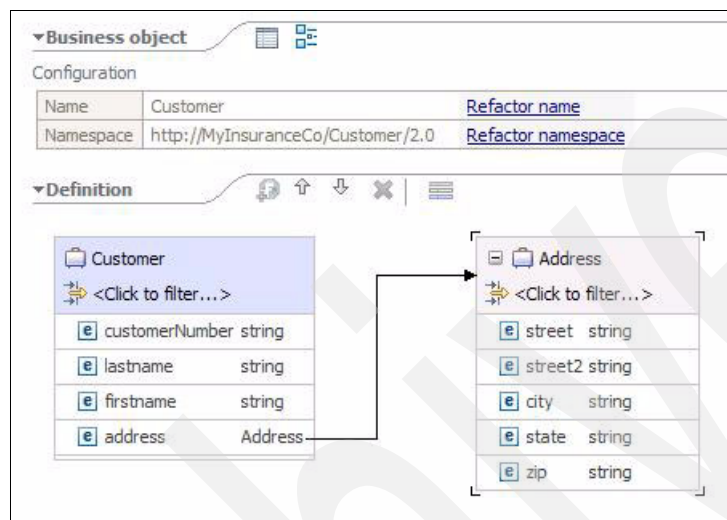 Business object
Configuration
Name Customer Refactor name
Namespace http://MyInsuranceCo/Customer/2.0 Refactor namespace
Definition
Customer
<Click to filter...>
e customerNumber string
e lastname string
e firstname string
e address Address
Address
<Click to filter...>
e street string
e street2 string
e city string
e state string
e zip string